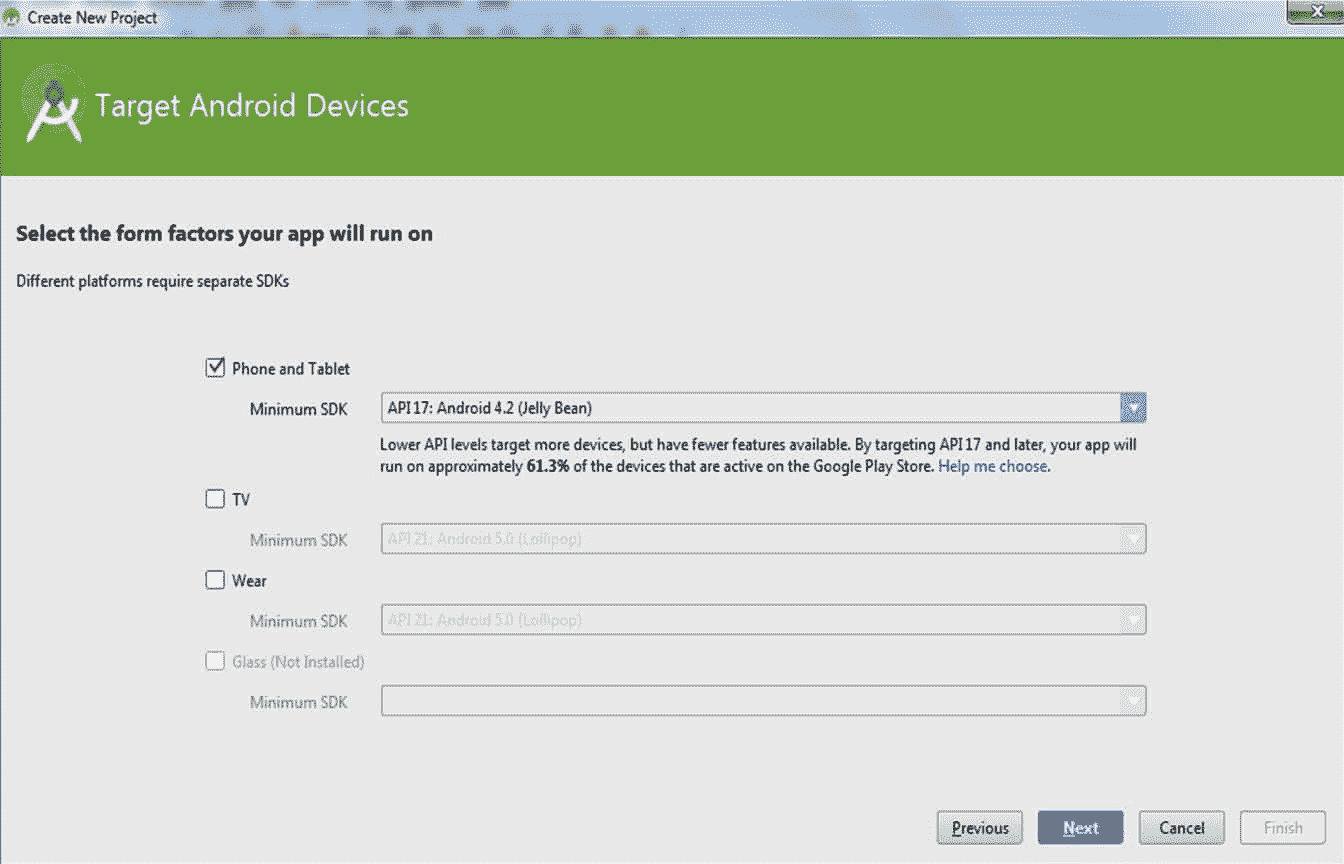 Create New Project
Target Android Devices
Select the form factors your app will run on
Different platforms require separate SDKs
Phone and Tablet
Minimum SDK
API 17: Android 4.2 (Jelly Bean)
Lower API levels target more devices, but have fewer features available. By targeting API 17 and later, your app will
run on approximately 61.3% of the devices that are active on the Google Play Store. Help me choose.
TV
Minimum SDK
API 21: Android 5.0 (Lollipop)
Wear
Minimum SDK
API 21: Android 5.0 (Lollipop)
Glass (Not Installed)
Minimum SDK
Previous
Next
Cancel
Finish